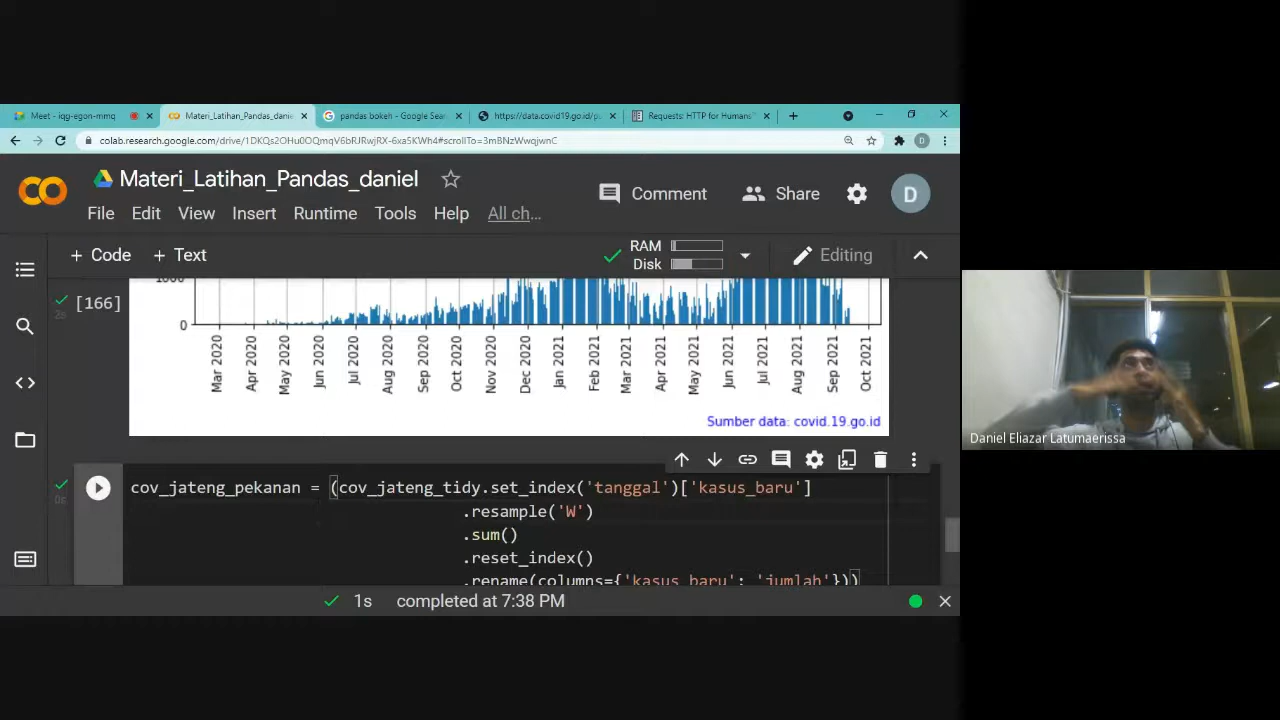 Meet - iqg-egon-mmq
Materi_Latihan_Pandas_danie
pandas bokeh - Google Sear
https://data.covid19.go.id/pu
Requests: HTTP for Humans™
colab.research.google.com/drive/1DKQs2OHu0OQmqV6bRJRwjRX-6xa5KWh4#scrollTo=3mBNzWwqjwnC
D
CO
Materi_Latihan_Pandas_daniel
Comment
Share
D
File Edit View Insert Runtime Tools Help All ch...
+ Code + Text
RAM
Disk
Editing
1000
[166]
2s
0
Mar 2020
Apr 2020
May 2020
Jun 2020
Jul 2020
Aug 2020
Sep 2020
Oct 2020
Nov 2020
Dec 2020
Jan 2021
Feb 2021
Mar 2021
Apr 2021
May 2021
Jun 2021
Jul 2021
Aug 2021
Sep 2021
Oct 2021
Sumber data: covid.19.go.id
Daniel Eliazar Latumaerissa
0s
cov_jateng_pekanan = (cov_jateng_tidy.set_index('tanggal')['kasus_baru']
.resample('W')
.sum()
.reset_index()
.rename(columns={'kasus_baru': 'jumlah'}))
1s completed at 7:38 PM